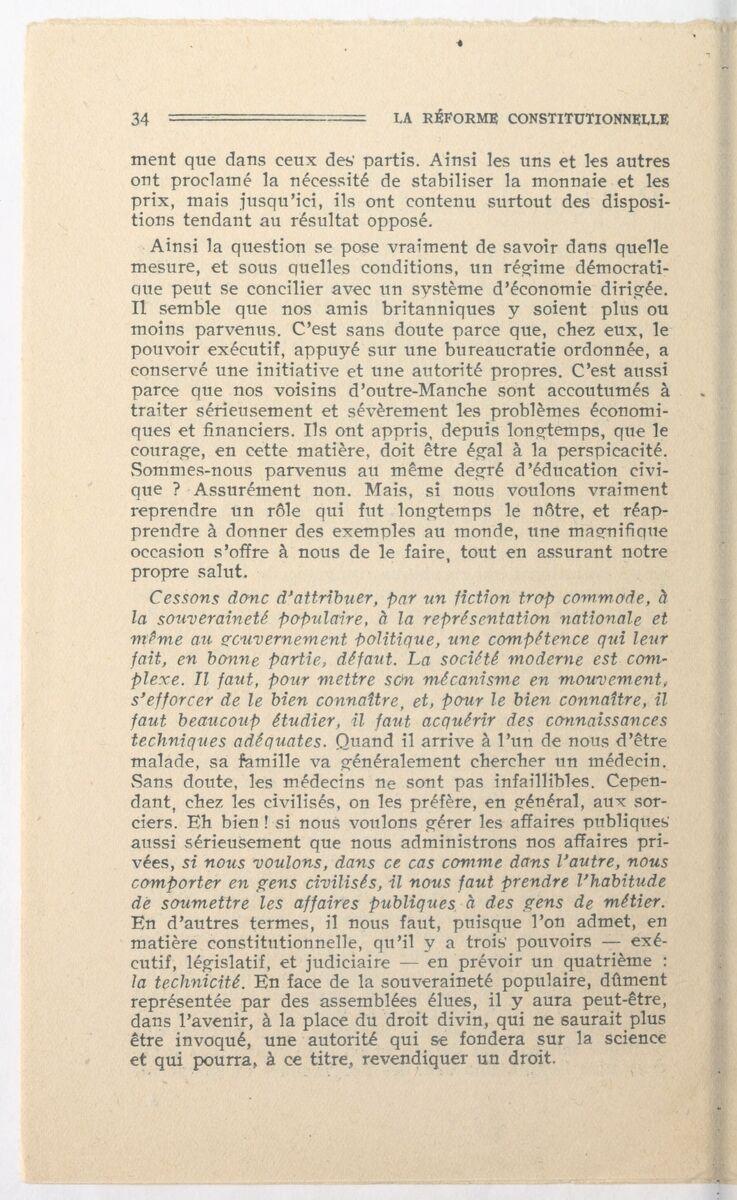 34 LA RÉFORME CONSTITUTIONNELLE
ment que dans ceux des partis. Ainsi les uns et les autres
ont proclamé la nécessité de stabiliser la monnaie et les
prix, mais jusqu'ici, ils ont contenu surtout des disposi-
tions tendant au résultat opposé.
Ainsi la question se pose vraiment de savoir dans quelle
mesure, et sous quelles conditions, un régime démocrati-
que peut se concilier avec un système d'économie dirigée.
Il semble que nos amis britanniques y soient plus ou
moins parvenus. C'est sans doute parce que, chez eux, le
pouvoir exécutif, appuyé sur une bureaucratie ordonnée, a
conservé une initiative et une autorité propres. C'est aussi
parce que nos voisins d'outre-Manche sont accoutumés à
traiter sérieusement et sévèrement les problèmes économi-
ques et financiers. Ils ont appris, depuis longtemps, que le
courage, en cette matière, doit être égal à la perspicacité.
Sommes-nous parvenus au même degré d'éducation civi-
que ? Assurément non. Mais, si nous voulons vraiment
reprendre un rôle qui fut longtemps le nôtre, et réap-
prendre à donner des exemples au monde, une magnifique
occasion s'offre à nous de le faire, tout en assurant notre
propre salut.
Cessons donc d'attribuer, par un fiction trop commode, à
la souveraineté populaire, à la représentation nationale et
même au gouvernement politique, une compétence qui leur
fait, en bonne partie, défaut. La société moderne est com-
plexe. Il faut, pour mettre son mécanisme en mouvement,
s'efforcer de le bien connaître, et, pour le bien connaître, il
faut beaucoup étudier, il faut acquérir des connaissances
techniques adéquates. Quand il arrive à l'un de nous d'être
malade, sa famille va généralement chercher un médecin.
Sans doute, les médecins ne sont pas infaillibles. Cepen-
dant, chez les civilisés, on les préfère, en général, aux sor-
ciers. Eh bien ! si nous voulons gérer les affaires publiques
aussi sérieusement que nous administrons nos affaires pri-
vées, si nous voulons, dans ce cas comme dans l'autre, nous
comporter en gens civilisés, il nous faut prendre l'habitude
de soumettre les affaires publiques à des gens de métier.
En d'autres termes, il nous faut, puisque l'on admet, en
matière constitutionnelle, qu'il y a trois pouvoirs — exé-
cutif, législatif, et judiciaire — en prévoir un quatrième :
la technicité. En face de la souveraineté populaire, dûment
représentée par des assemblées élues, il y aura peut-être,
dans l'avenir, à la place du droit divin, qui ne saurait plus
être invoqué, une autorité qui se fondera sur la science
et qui pourra, à ce titre, revendiquer un droit.